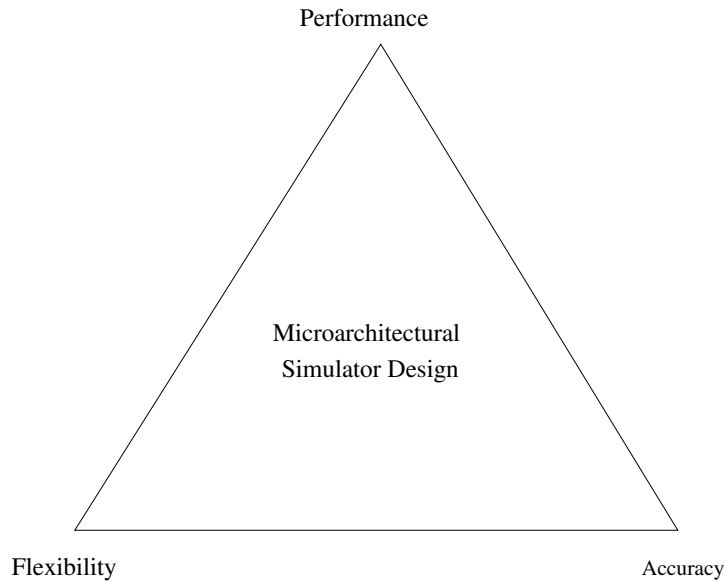 Performance
Microarchitectural
Simulator Design
Flexibility
Accuracy